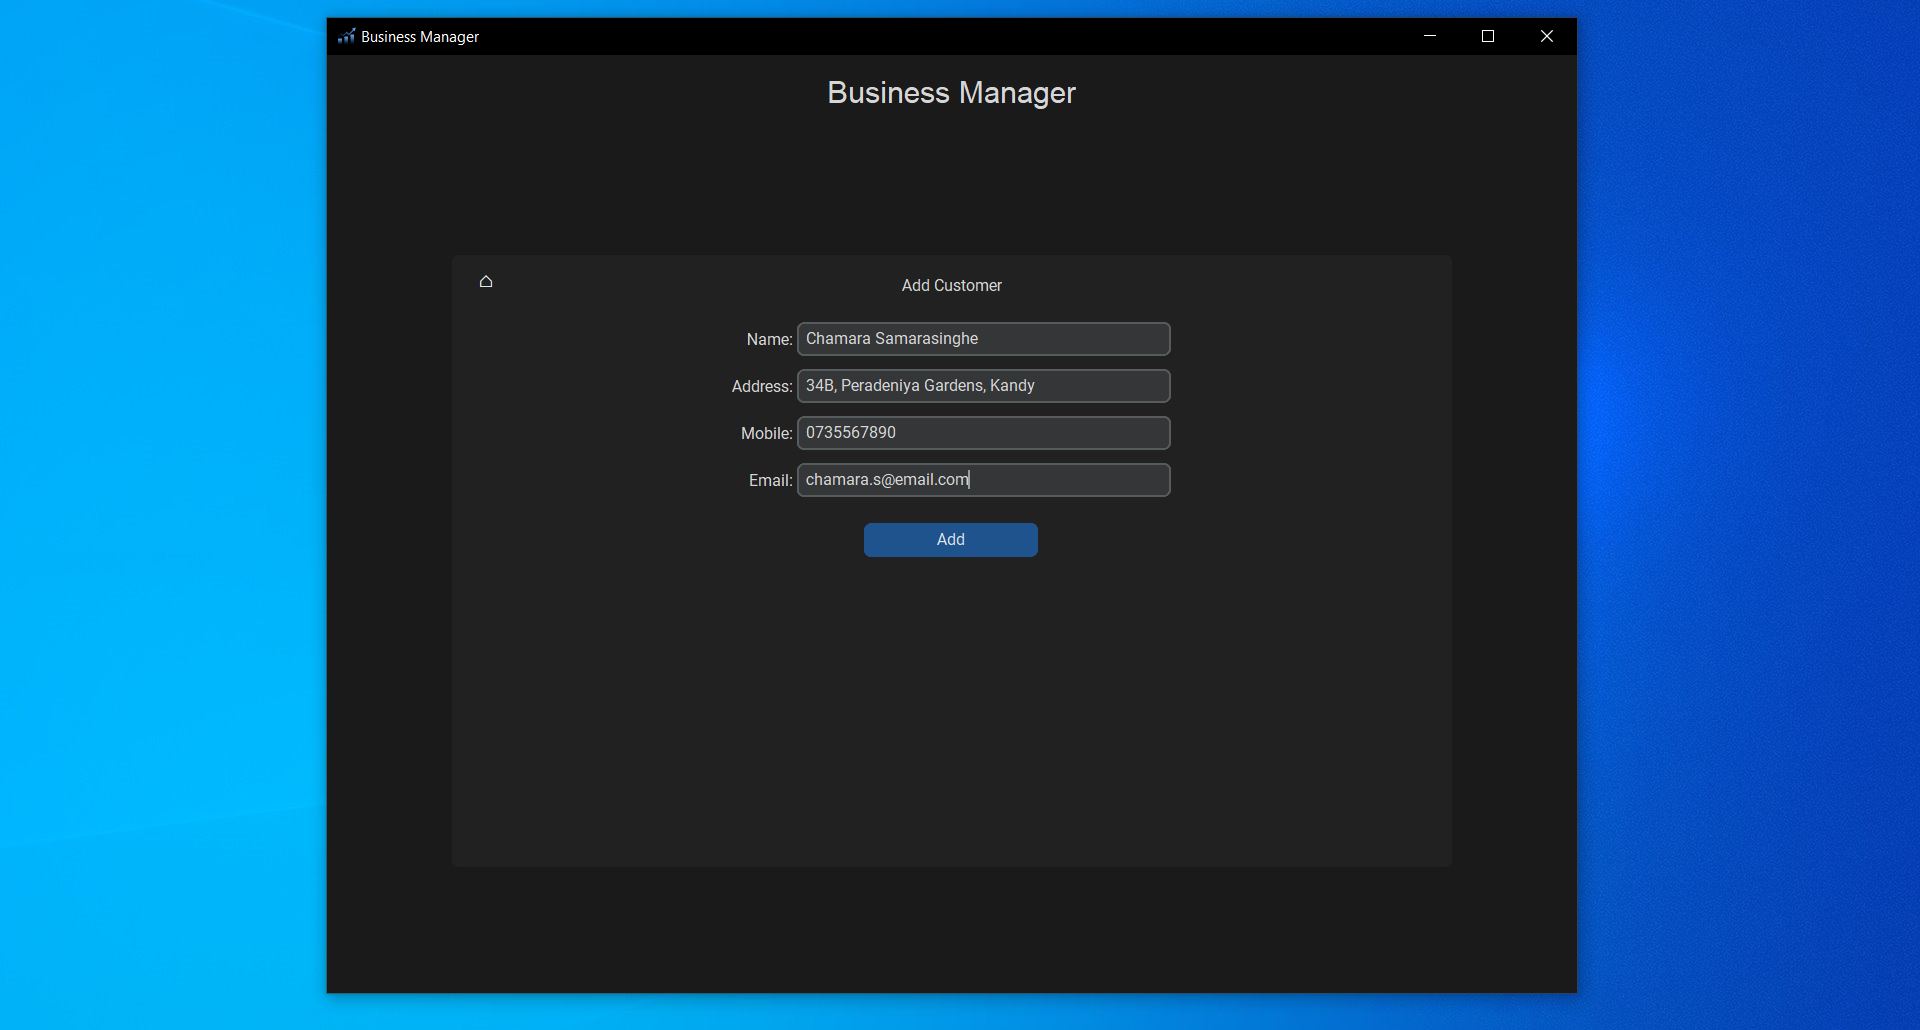 Business Manager
Business Manager
Add Customer
Name: Chamara Samarasinghe
Address: 34B, Peradeniya Gardens, Kandy
Mobile: 0735567890
Email: chamara.s@email.com
Add